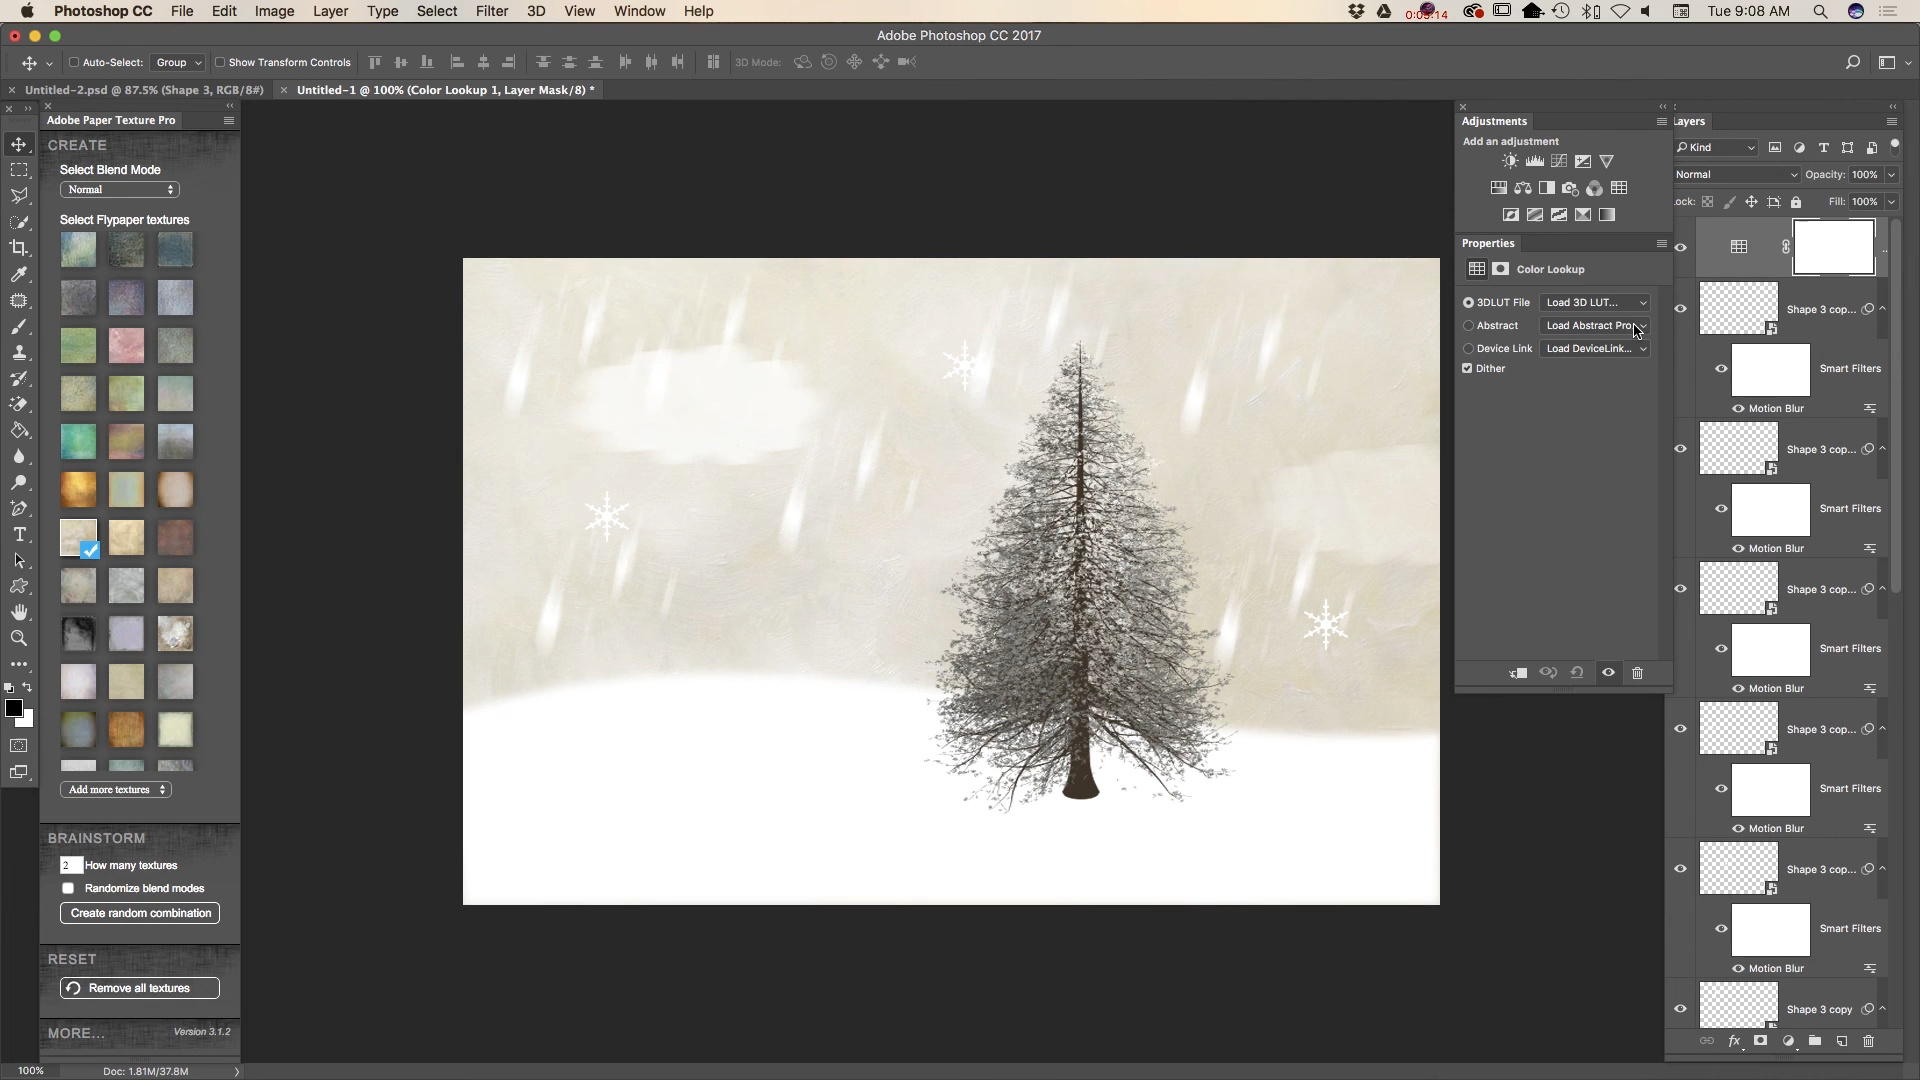 Photoshop CC File Edit Image Layer Type Select Filter 3D View Window Help Tue 9:08 AM
Adobe Photoshop CC 2017
Auto-Select: Group Show Transform Controls 3D Mode:
Untitled-2.psd @ 87.5% (Shape 3, RGB/8#) Untitled-1 @ 100% (Color Lookup 1, Layer Mask/8) *
Adobe Paper Texture Pro
CREATE
Select Blend Mode
Normal
Select Flypaper textures
Add more textures
BRAINSTORM
2 How many textures
Randomize blend modes
Create random combination
RESET
Remove all textures
MORE... Version 3.1.2
100% Doc: 1.81M/37.8M
Adjustments
Add an adjustment
Properties
Color Lookup
3DLUT File Load 3D LUT...
Abstract Load Abstract Pro
Device Link Load DeviceLink...
Dither
Layers
Kind
Normal Opacity: 100%
Lock: Fill: 100%
Shape 3 cop...
Smart Filters
Motion Blur
Shape 3 cop...
Smart Filters
Motion Blur
Shape 3 cop...
Smart Filters
Motion Blur
Shape 3 cop...
Smart Filters
Motion Blur
Shape 3 cop...
Smart Filters
Motion Blur
Shape 3 copy
fx